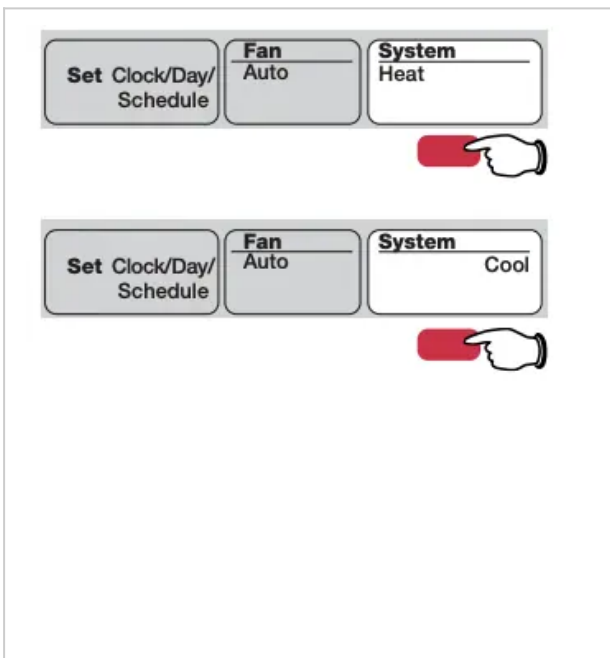 Set Clock/Day/
Schedule
Fan
Auto
System
Heat
Set Clock/Day/
Schedule
Fan
Auto
System
Cool